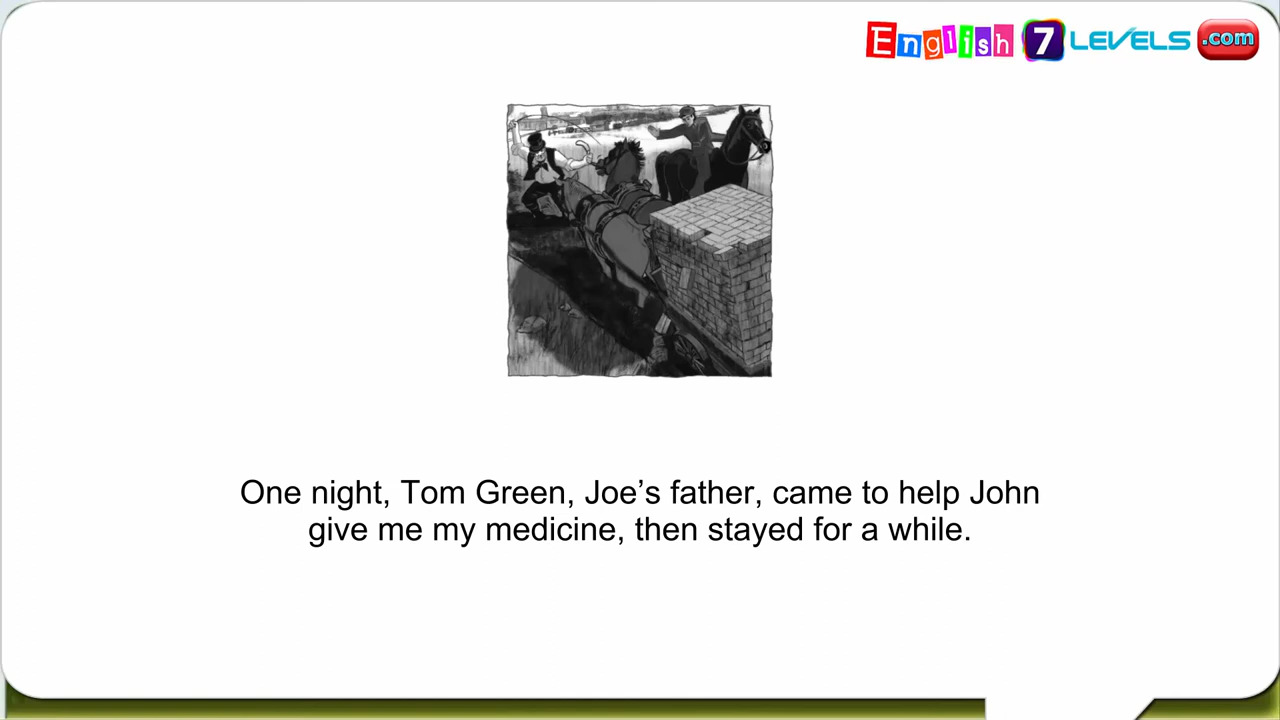 English 7 LEVELS .com
One night, Tom Green, Joe’s father, came to help John
give me my medicine, then stayed for a while.